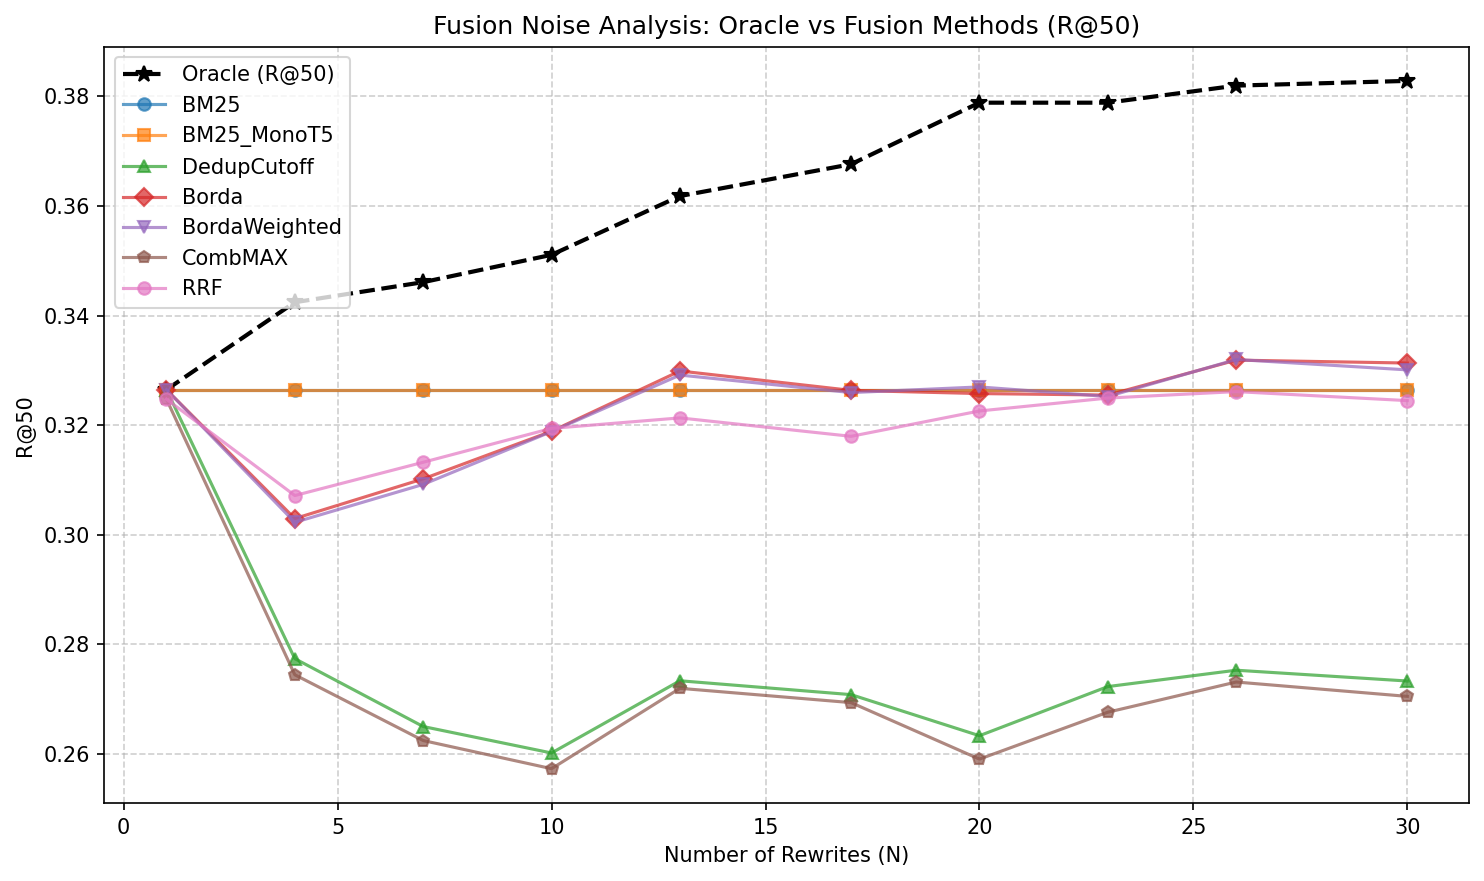 Fusion Noise Analysis: Oracle vs Fusion Methods (R@50)
Oracle (R@50)
BM25
BM25_MonoT5
DedupCutoff
Borda
BordaWeighted
CombMAX
RRF
R@50
0.38
0.36
0.34
0.32
0.30
0.28
0.26
0 5 10 15 20 25 30
Number of Rewrites (N)